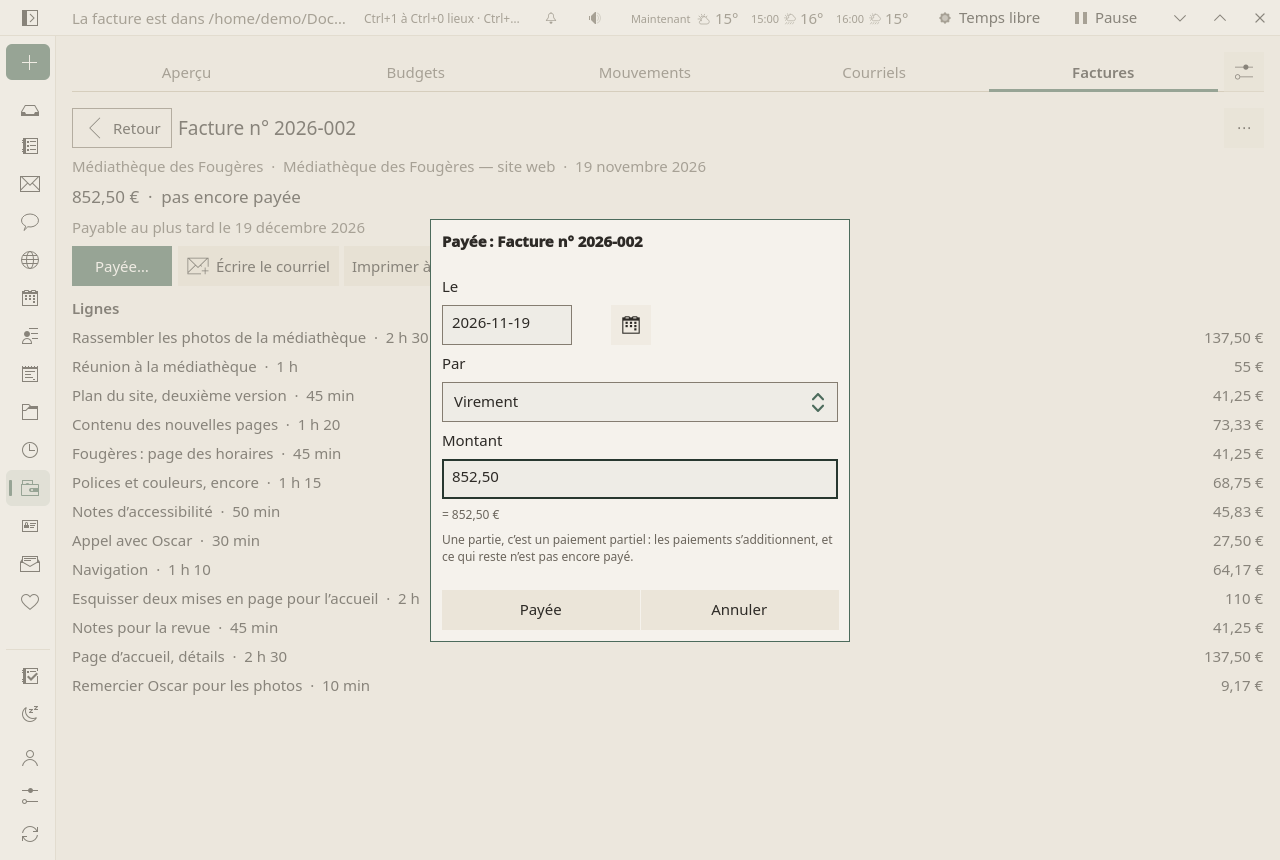 La facture est dans /home/demo/Doc...
Ctrl+1 à Ctrl+0 lieux · Ctrl+...
Maintenant 15° 15:00 16° 16:00 15°
Temps libre
Pause
Aperçu
Budgets
Mouvements
Courriels
Factures
Retour
Facture n° 2026-002
Médiathèque des Fougères · Médiathèque des Fougères — site web · 19 novembre 2026
852,50 € · pas encore payée
Payable au plus tard le 19 décembre 2026
Payée...
Écrire le courriel
Imprimer à
Lignes
Rassembler les photos de la médiathèque · 2 h 30 137,50 €
Réunion à la médiathèque · 1 h 55 €
Plan du site, deuxième version · 45 min 41,25 €
Contenu des nouvelles pages · 1 h 20 73,33 €
Fougères : page des horaires · 45 min 41,25 €
Polices et couleurs, encore · 1 h 15 68,75 €
Notes d’accessibilité · 50 min 45,83 €
Appel avec Oscar · 30 min 27,50 €
Navigation · 1 h 10 64,17 €
Esquisser deux mises en page pour l’accueil · 2 h 110 €
Notes pour la revue · 45 min 41,25 €
Page d’accueil, détails · 2 h 30 137,50 €
Remercier Oscar pour les photos · 10 min 9,17 €
Payée : Facture n° 2026-002
Le
2026-11-19
Par
Virement
Montant
852,50
= 852,50 €
Une partie, c’est un paiement partiel : les paiements s’additionnent, et
ce qui reste n’est pas encore payé.
Payée
Annuler